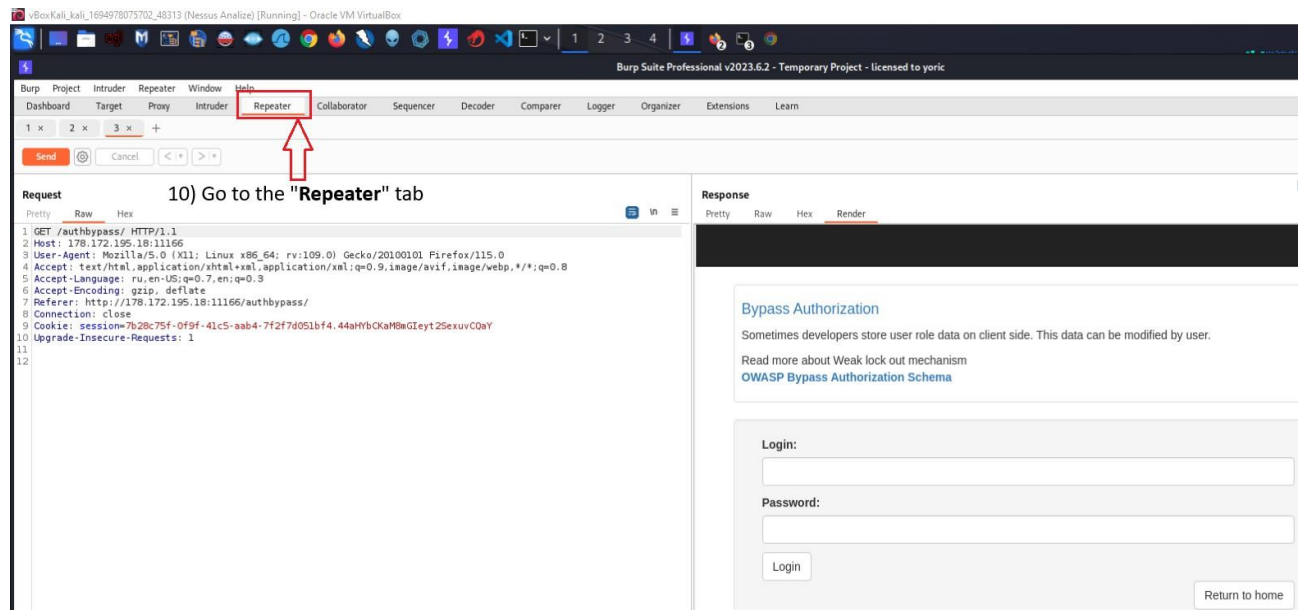 vBoxKali_kali_1694978075702_48313 (Nessus Analize) [Running] - Oracle VM VirtualBox
1 2 3 4
Burp Suite Professional v2023.6.2 - Temporary Project - licensed to yoric
Burp Project Intruder Repeater Window Help
Dashboard Target Proxy Intruder Repeater Collaborator Sequencer Decoder Comparer Logger Organizer Extensions Learn
1 × 2 × 3 × +
Send Cancel < >
10) Go to the "Repeater" tab
Request
Pretty Raw Hex \n
1 GET /authbypass/ HTTP/1.1
2 Host: 178.172.195.18:11166
3 User-Agent: Mozilla/5.0 (X11; Linux x86_64; rv:109.0) Gecko/20100101 Firefox/115.0
4 Accept: text/html,application/xhtml+xml,application/xml;q=0.9,image/avif,image/webp,*/*;q=0.8
5 Accept-Language: ru,en-US;q=0.7,en;q=0.3
6 Accept-Encoding: gzip, deflate
7 Referer: http://178.172.195.18:11166/authbypass/
8 Connection: close
9 Cookie: session=7b28c75f-0f9f-41c5-aab4-7f2f7d051bf4.44aHYbCKaM8mGIeyt2SexuvCQaY
10 Upgrade-Insecure-Requests: 1
11
12
Response
Pretty Raw Hex Render
Bypass Authorization
Sometimes developers store user role data on client side. This data can be modified by user.
Read more about Weak lock out mechanism
OWASP Bypass Authorization Schema
Login:
Password:
Login
Return to home